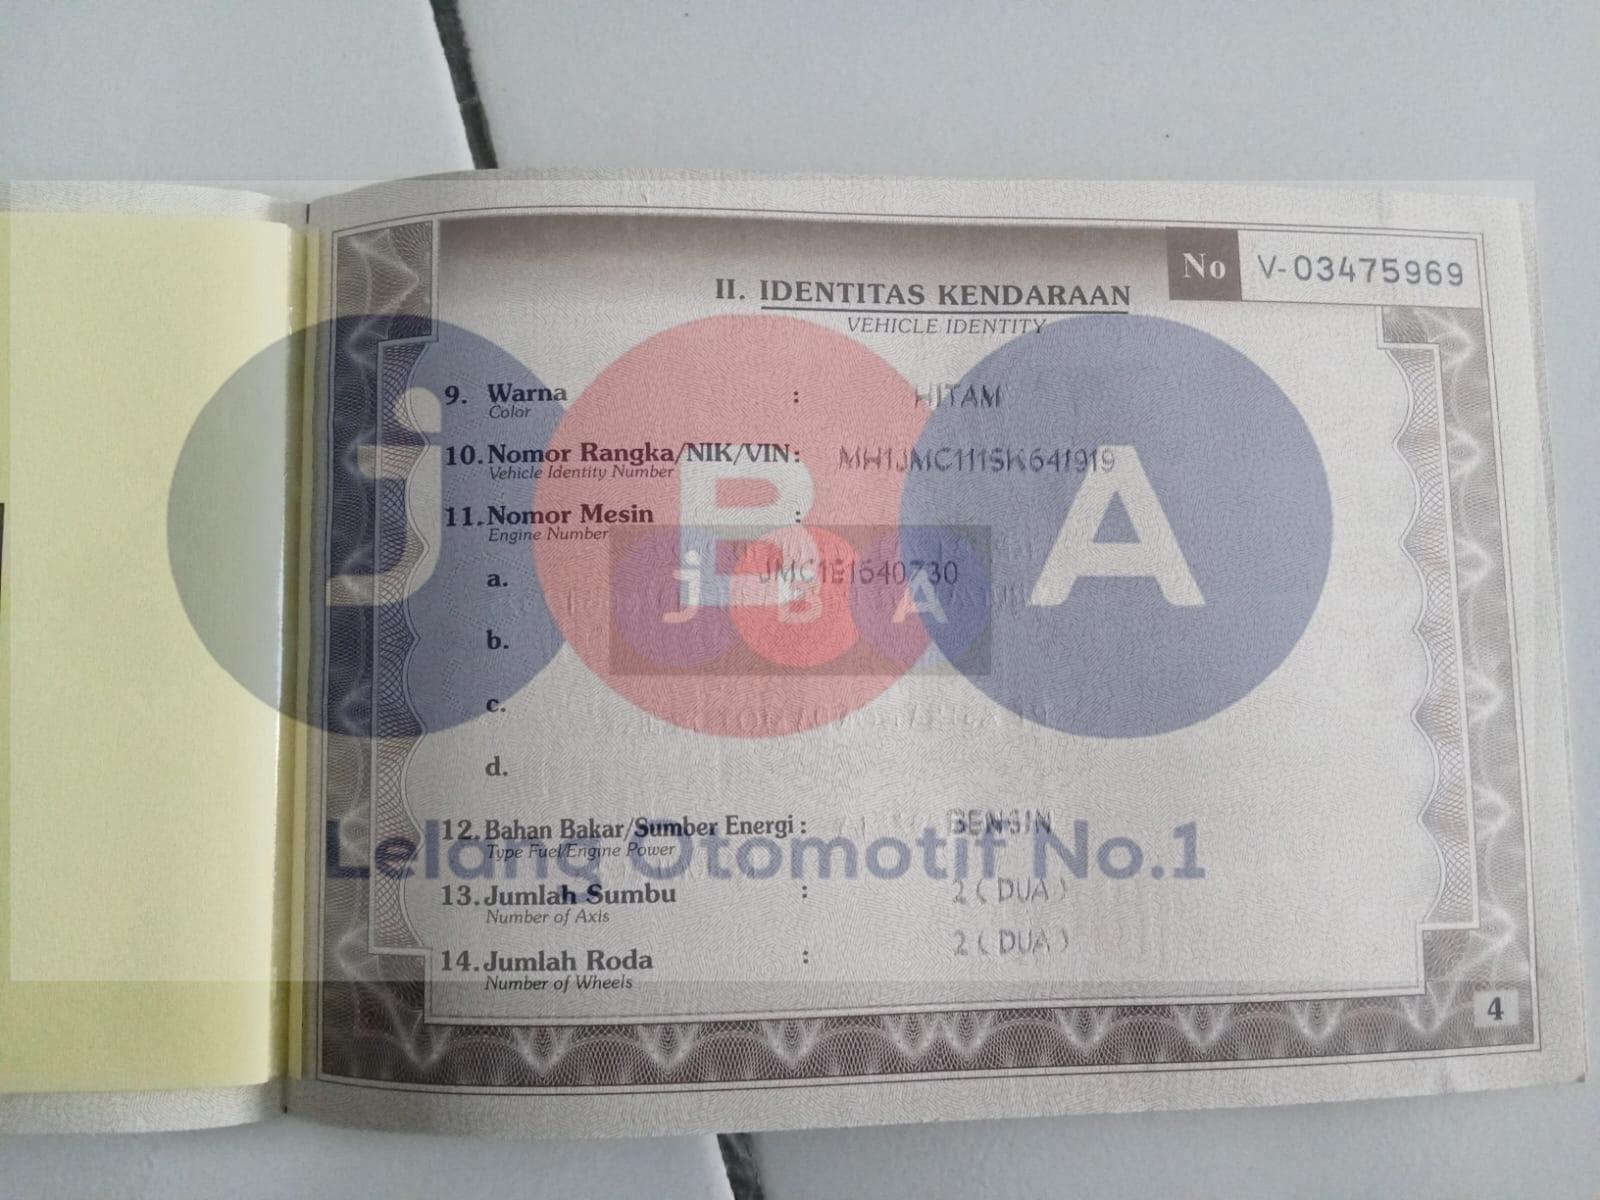 No V-03475969
II. IDENTITAS KENDARAAN
VEHICLE IDENTITY
9. Warna : HITAM
Color
10. Nomor Rangka/NIK/VIN : MH1JMC111SK641919
Vehicle Identity Number
11. Nomor Mesin :
Engine Number
a. JMC1E1640730
b.
c.
d.
12. Bahan Bakar/Sumber Energi : BENSIN
Type Fuel/Engine Power
13. Jumlah Sumbu : 2 ( DUA )
Number of Axis
14. Jumlah Roda : 2 ( DUA )
Number of Wheels
4
jBA
jBA
Lelang Otomotif No.1